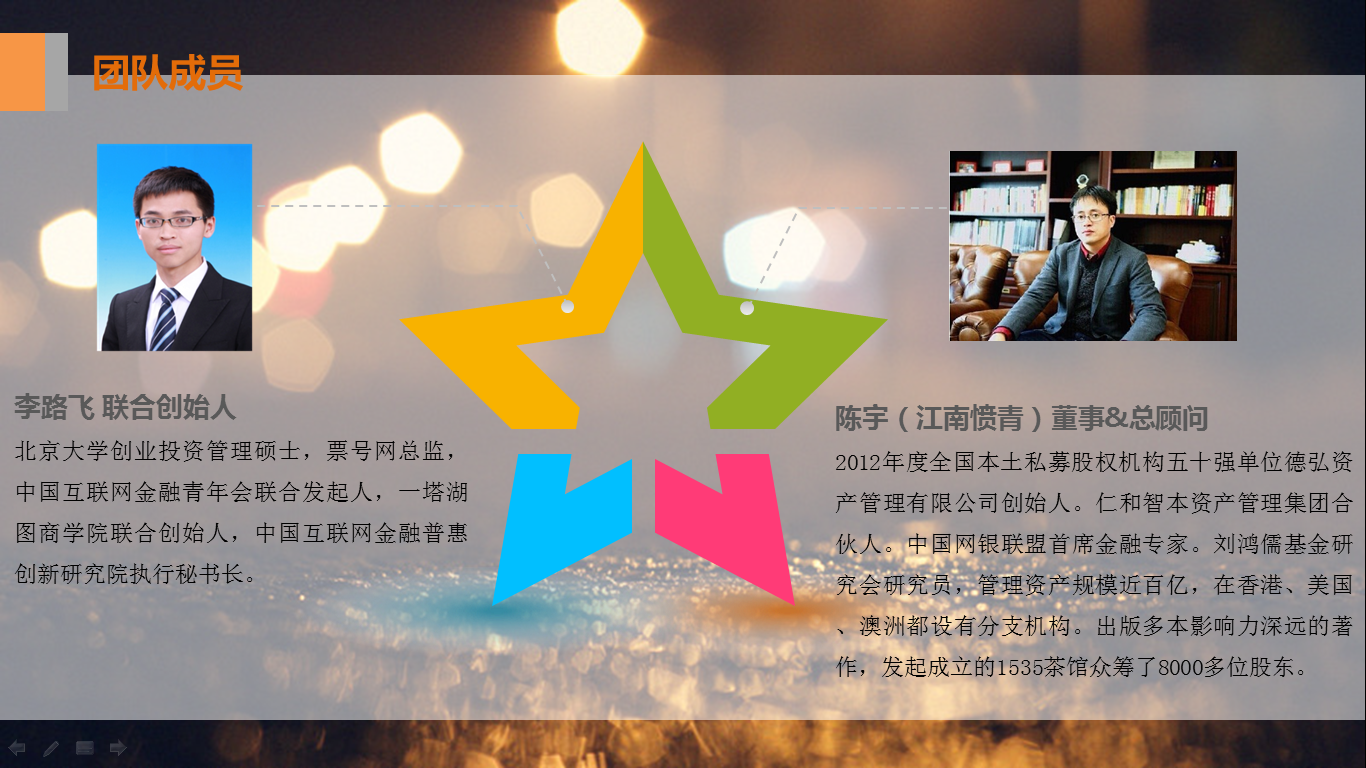 团队成员
李路飞 联合创始人
北京大学创业投资管理硕士，票号网总监，
中国互联网金融青年会联合发起人，一塔湖
图商学院联合创始人，中国互联网金融普惠
创新研究院执行秘书长。
陈宇（江南愤青）董事&总顾问
2012年度全国本土私募股权机构五十强单位德弘资
产管理有限公司创始人。仁和智本资产管理集团合
伙人。中国网银联盟首席金融专家。刘鸿儒基金研
究会研究员，管理资产规模近百亿，在香港、美国
、澳洲都设有分支机构。出版多本影响力深远的著
作，发起成立的1535茶馆众筹了8000多位股东。